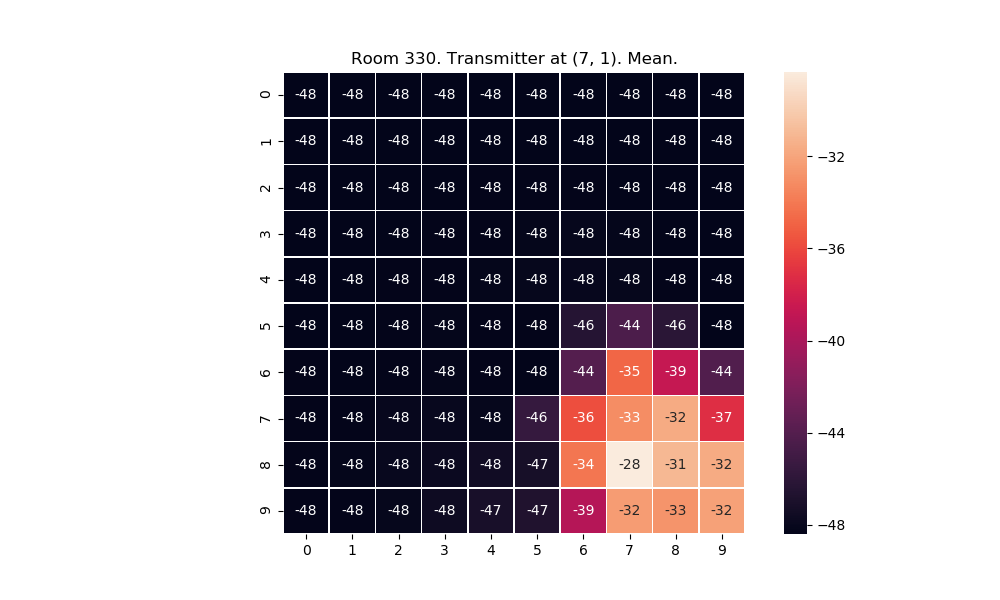 Room 330. Transmitter at (7, 1). Mean.
0 -48 -48 -48 -48 -48 -48 -48 -48 -48 -48
1 -48 -48 -48 -48 -48 -48 -48 -48 -48 -48
2 -48 -48 -48 -48 -48 -48 -48 -48 -48 -48
3 -48 -48 -48 -48 -48 -48 -48 -48 -48 -48
4 -48 -48 -48 -48 -48 -48 -48 -48 -48 -48
5 -48 -48 -48 -48 -48 -48 -46 -44 -46 -48
6 -48 -48 -48 -48 -48 -48 -44 -35 -39 -44
7 -48 -48 -48 -48 -48 -46 -36 -33 -32 -37
8 -48 -48 -48 -48 -48 -47 -34 -28 -31 -32
9 -48 -48 -48 -48 -47 -47 -39 -32 -33 -32
0 1 2 3 4 5 6 7 8 9
−32
−36
−40
−44
−48